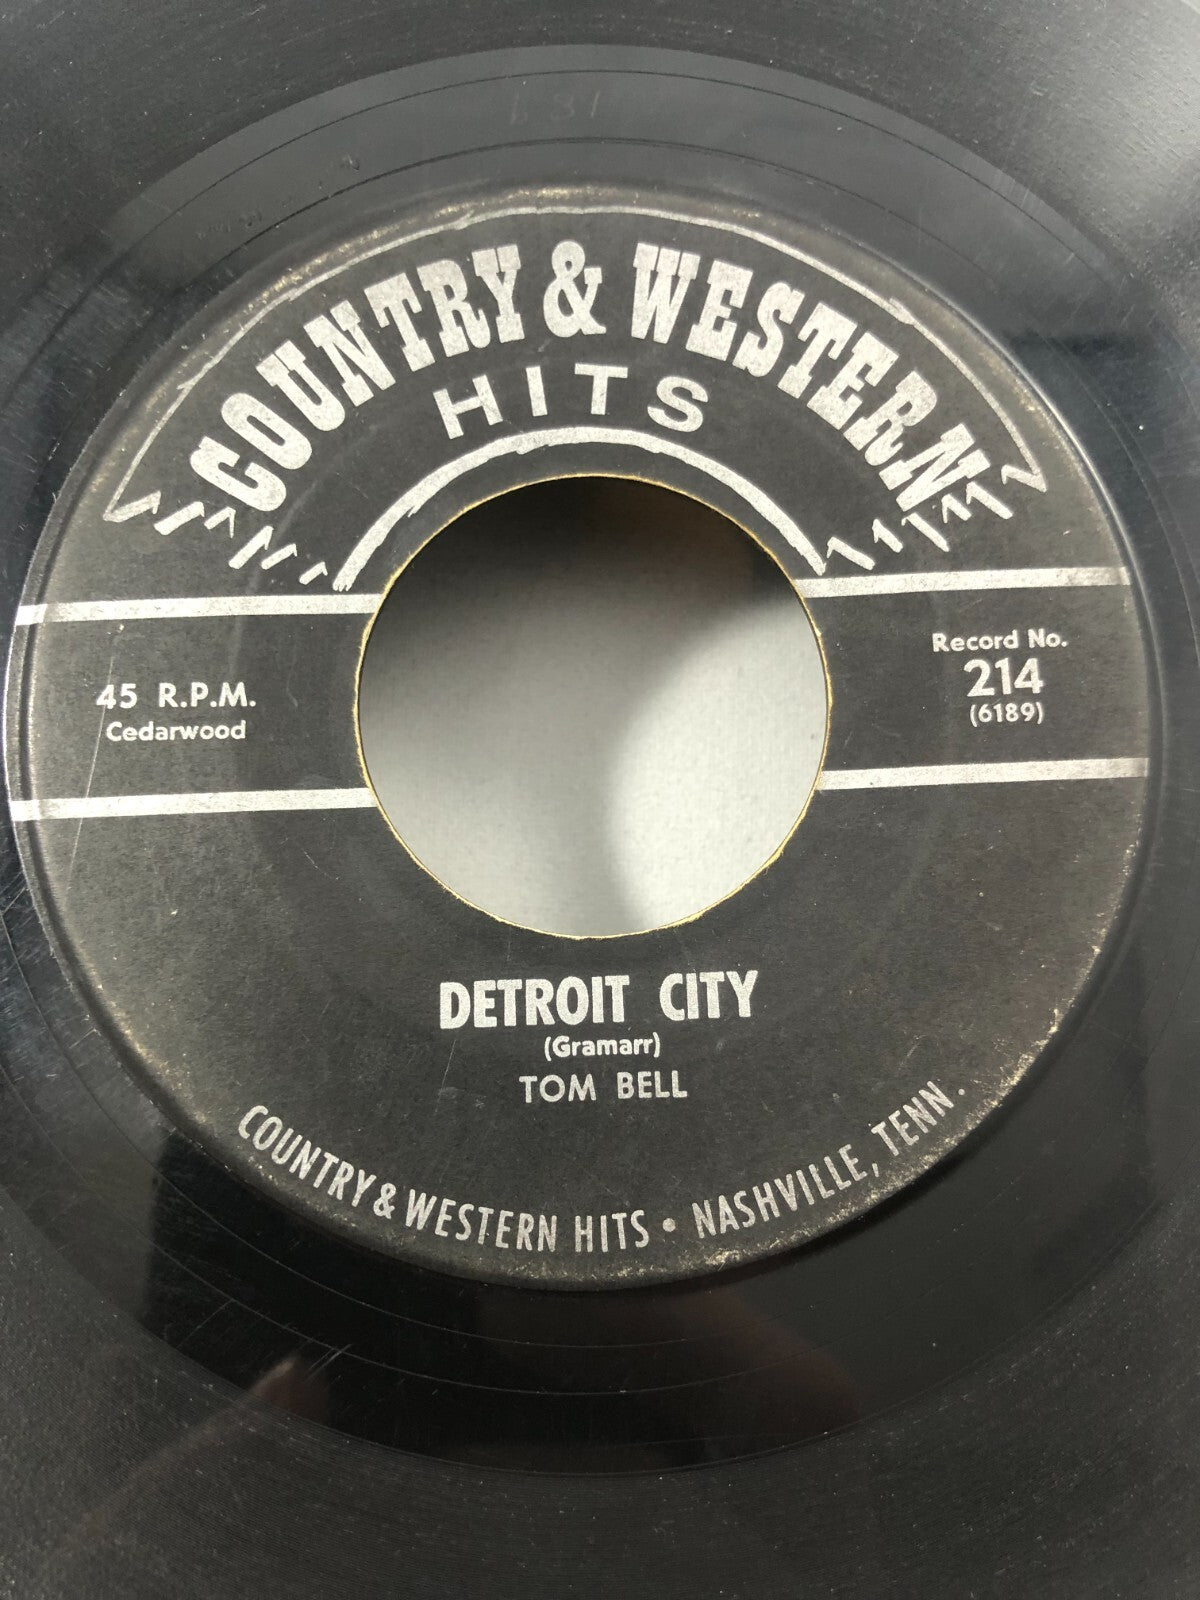 COUNTRY & WESTERN
HITS
45 R.P.M.
Cedarwood
Record No.
214
(6189)
DETROIT CITY
(Gramarr)
TOM BELL
COUNTRY & WESTERN HITS • NASHVILLE, TENN.